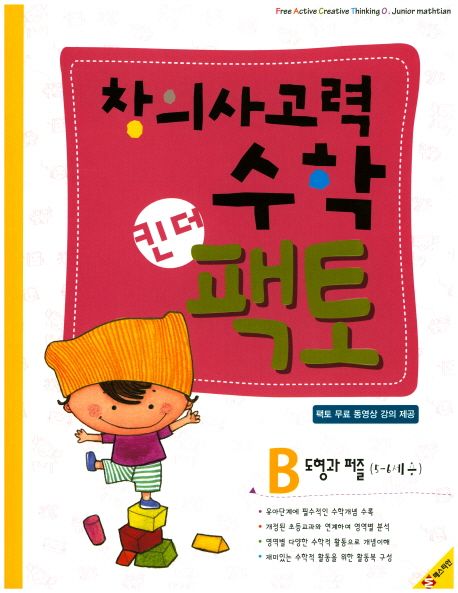 Free Active Creative Thinking O. Junior mathtian
창의사고력
수학
킨더
팩토
팩토 무료 동영상 강의 제공
B 도형과 퍼즐 (5-6세용)
• 유아단계에 필수적인 수학개념 수록
• 개정된 초등교과와 연계하여 영역별 분석
• 영역별 다양한 수학적 활동으로 개념이해
• 재미있는 수학적 활동을 위한 활동북 구성
매스티안